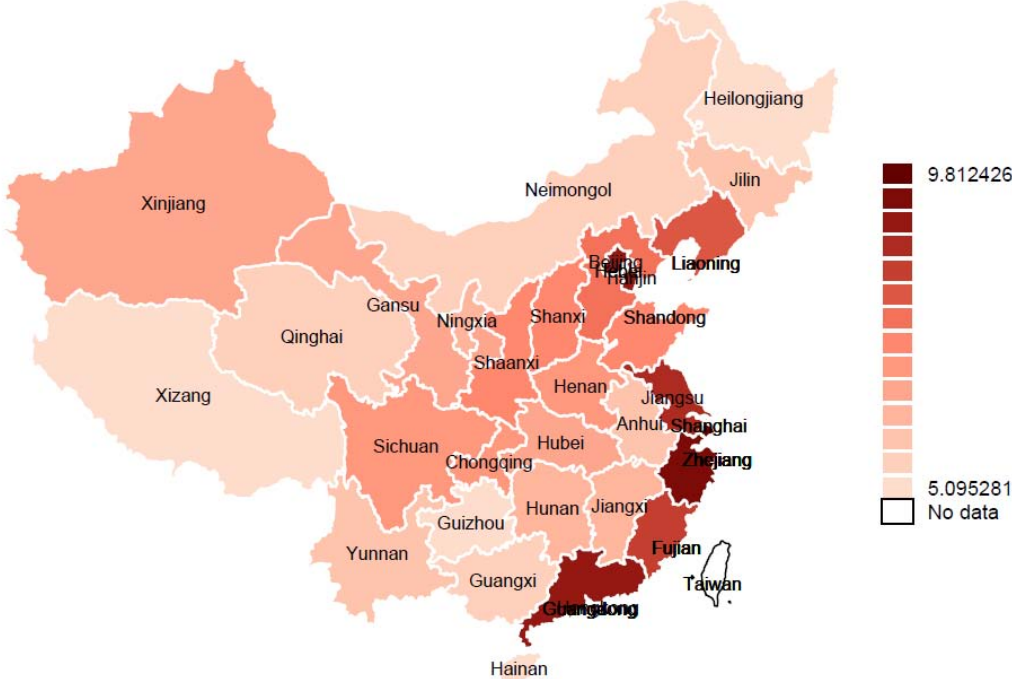 Heilongjiang
Jilin
Xinjiang
Neimongol
9.812426
Beijing
Hebei
Tianjin
Liaoning
Gansu
Ningxia
Shanxi
Shandong
Qinghai
Shaanxi
Xizang
Henan
Jiangsu
Anhui
Shanghai
Sichuan
Hubei
Chongqing
Zhejiang
5.095281
No data
Guizhou
Hunan
Jiangxi
Yunnan
Fujian
Guangxi
Taiwan
Hainan